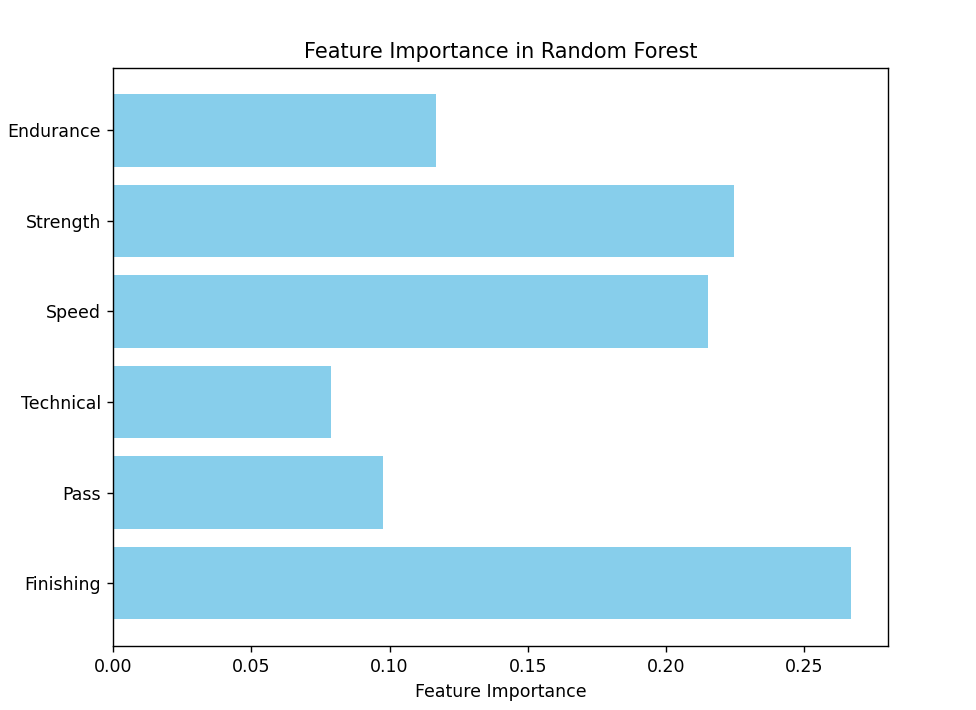 Feature Importance in Random Forest
Endurance
Strength
Speed
Technical
Pass
Finishing
0.00 0.05 0.10 0.15 0.20 0.25
Feature Importance